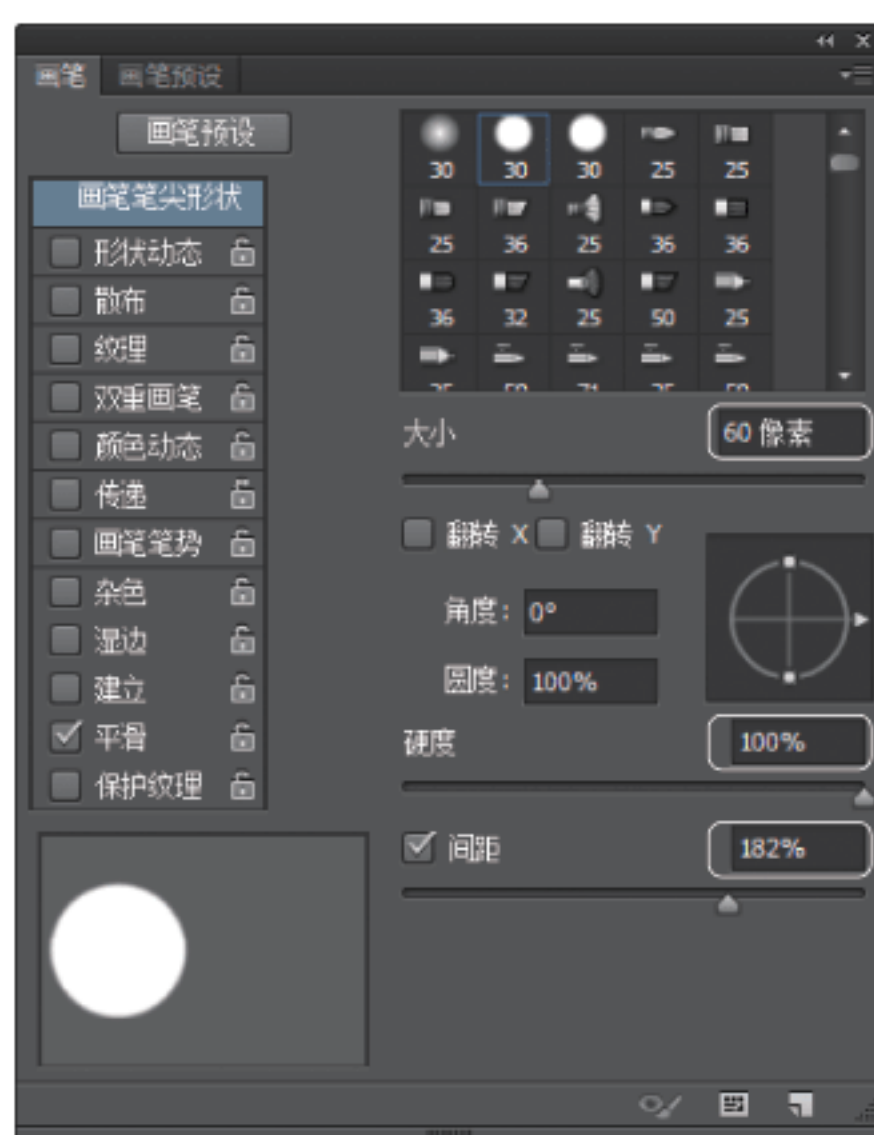 画笔 画笔预设
画笔预设
画笔笔尖形状
形状动态
散布
纹理
双重画笔
颜色动态
传递
画笔笔势
杂色
湿边
建立
平滑
保护纹理
30 30 30 25 25
25 36 25 36 36
36 32 25 50 25
大小 60 像素
翻转 X 翻转 Y
角度: 0°
圆度: 100%
硬度 100%
间距 182%